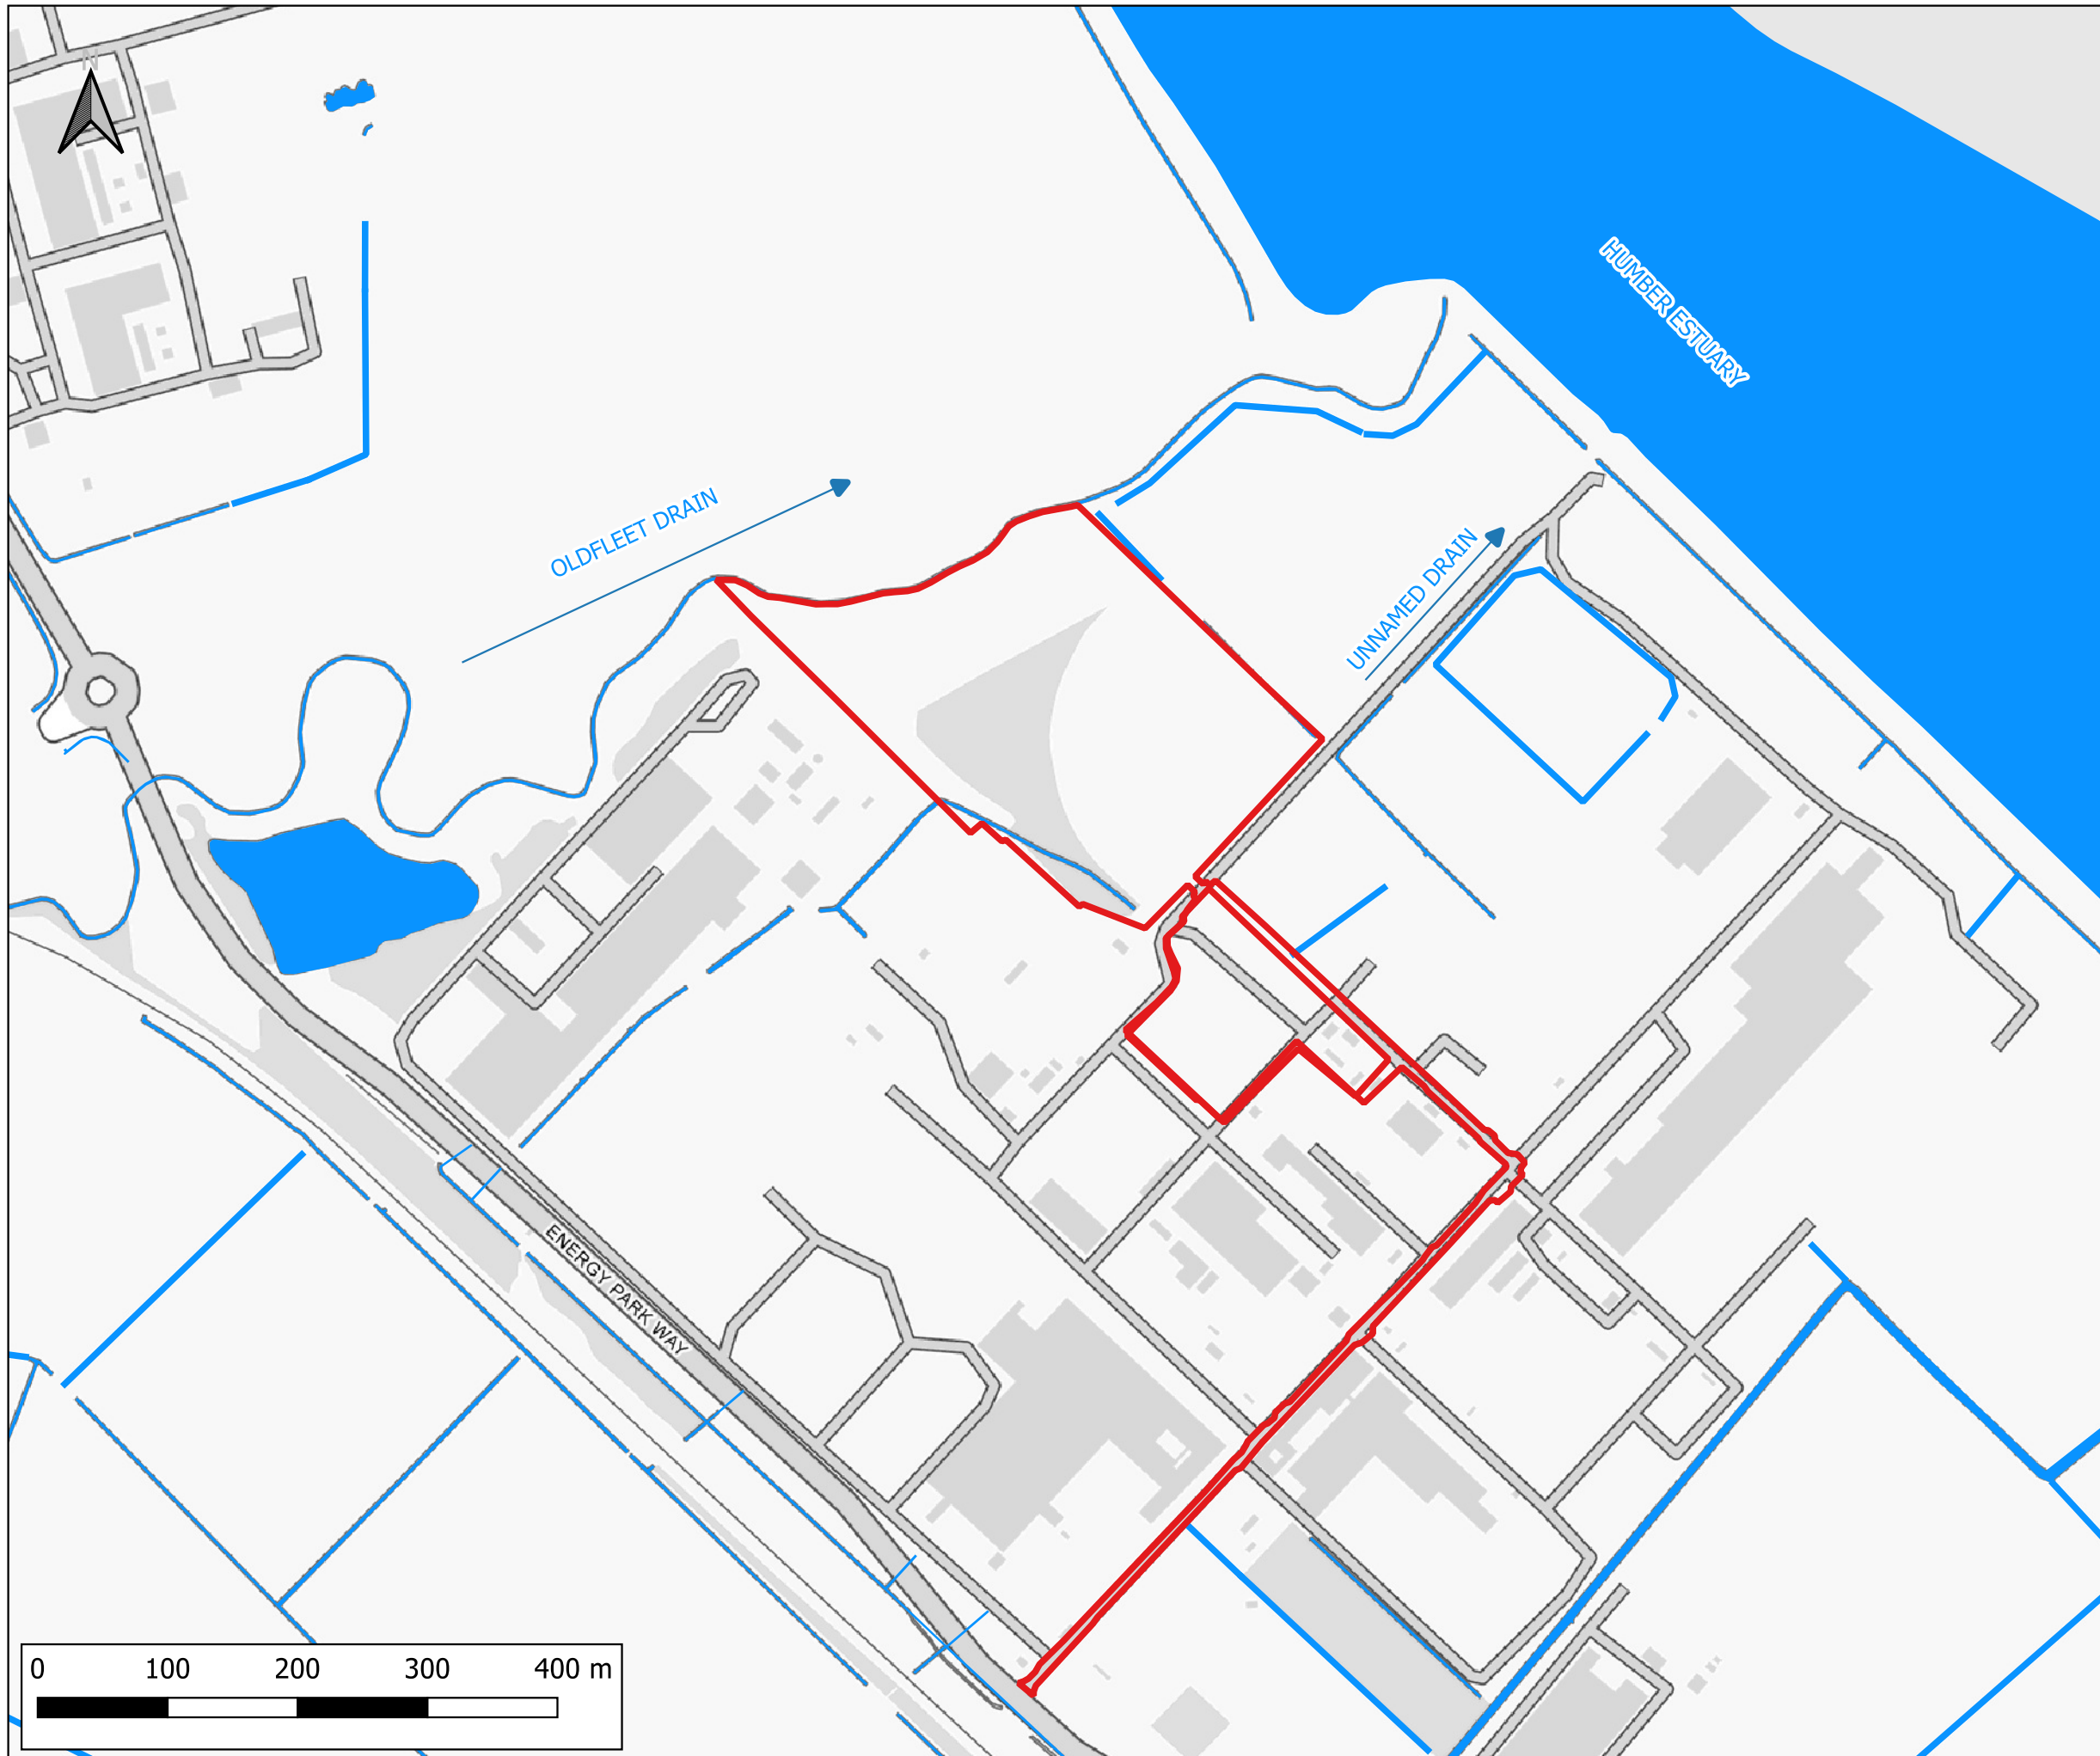 N
HUMBER ESTUARY
OLDFLEET DRAIN
UNNAMED DRAIN
ENERGY PARK WAY
0 100 200 300 400 m